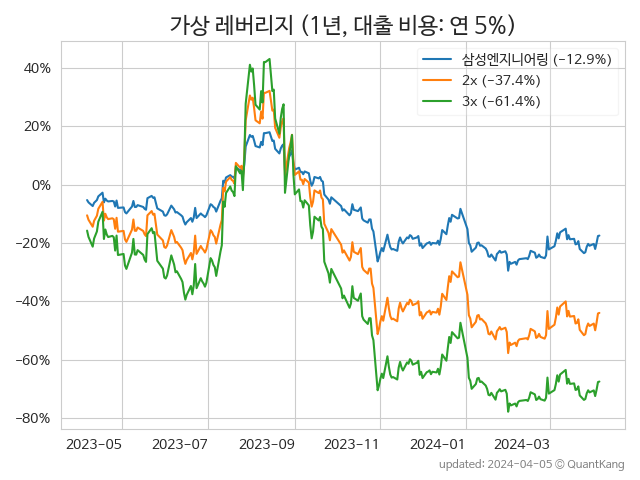 가상 레버리지 (1년, 대출 비용: 연 5%)
삼성엔지니어링 (−12.9%)
2x (−37.4%)
3x (−61.4%)
40%
20%
0%
−20%
−40%
−60%
−80%
2023-05 2023-07 2023-09 2023-11 2024-01 2024-03
updated: 2024-04-05 © QuantKang